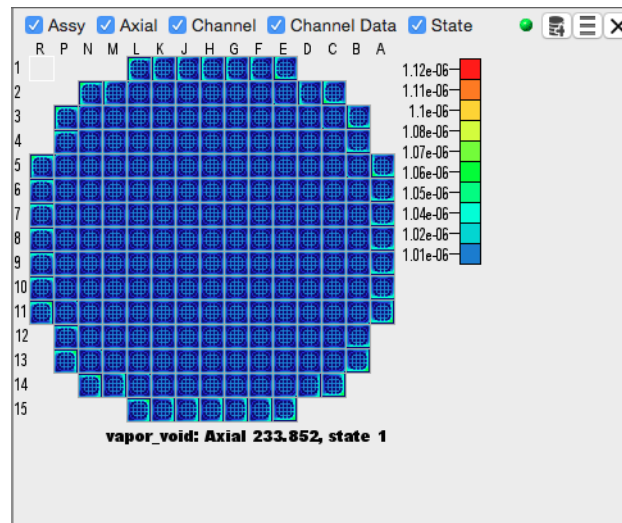 Assy Axial Channel Channel Data State
R P N M L K J H G F E D C B A
1
2
3
4
5
6
7
8
9
10
11
12
13
14
15
1.12e-06
1.11e-06
1.1e-06
1.08e-06
1.07e-06
1.06e-06
1.05e-06
1.04e-06
1.02e-06
1.01e-06
vapor_void: Axial 233.852, state 1